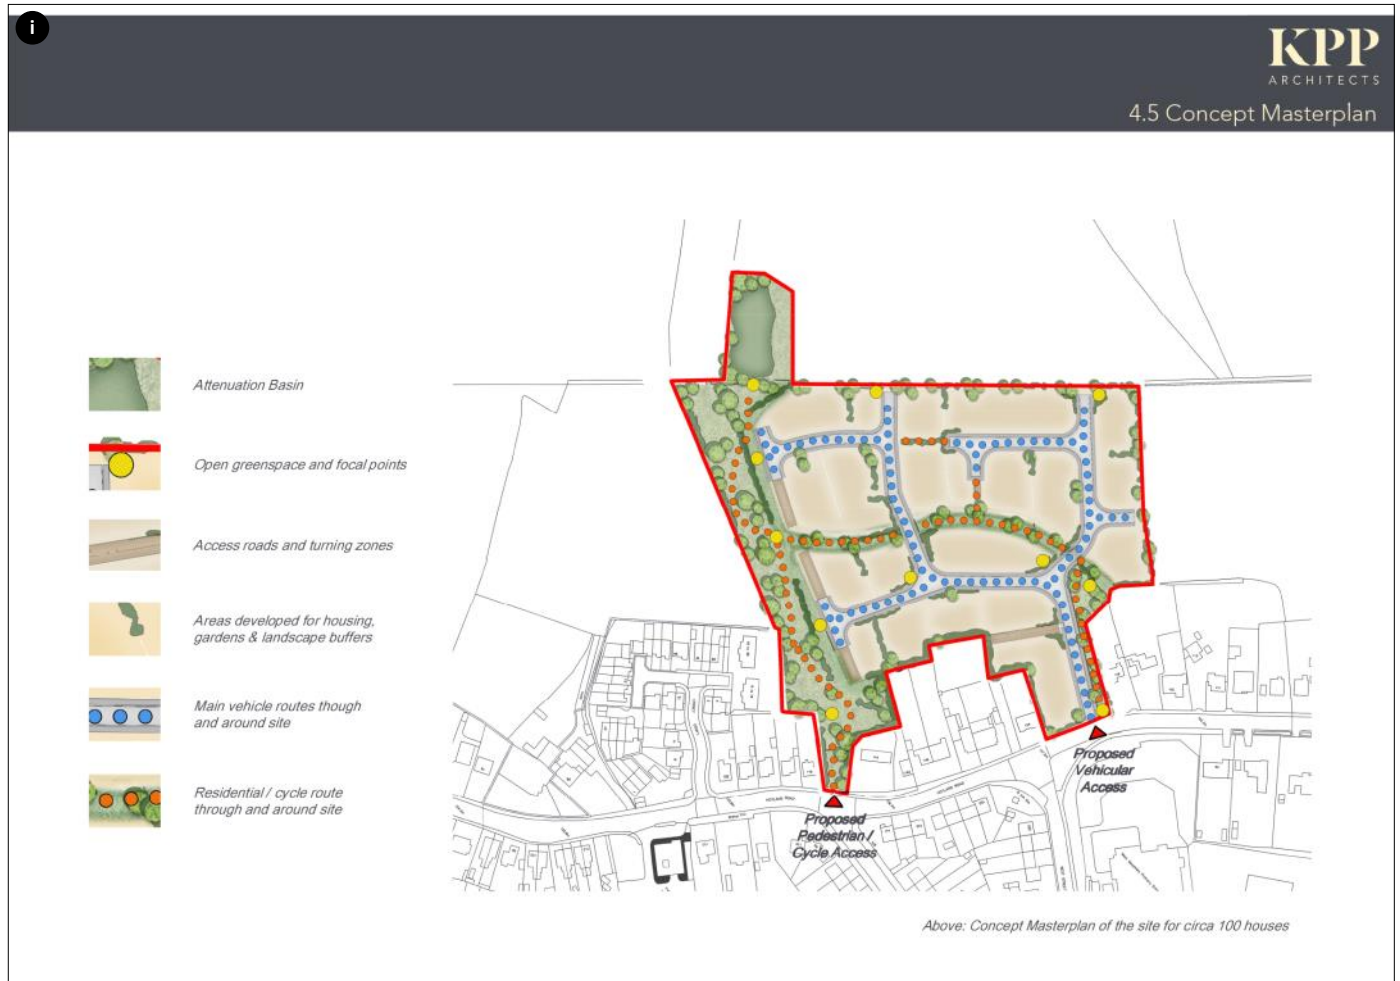 i
KPP
ARCHITECTS
4.5 Concept Masterplan
Attenuation Basin
Open greenspace and focal points
Access roads and turning zones
Areas developed for housing,
gardens & landscape buffers
Main vehicle routes though
and around site
Residential / cycle route
through and around site
Proposed
Vehicular
Access
Proposed
Pedestrian /
Cycle Access
Above: Concept Masterplan of the site for circa 100 houses